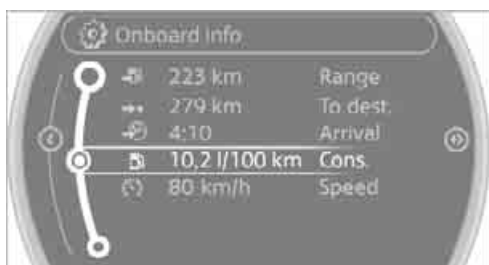 Onboard info
223 km Range
279 km To dest.
4:10 Arrival
10,2 l/100 km Cons.
80 km/h Speed